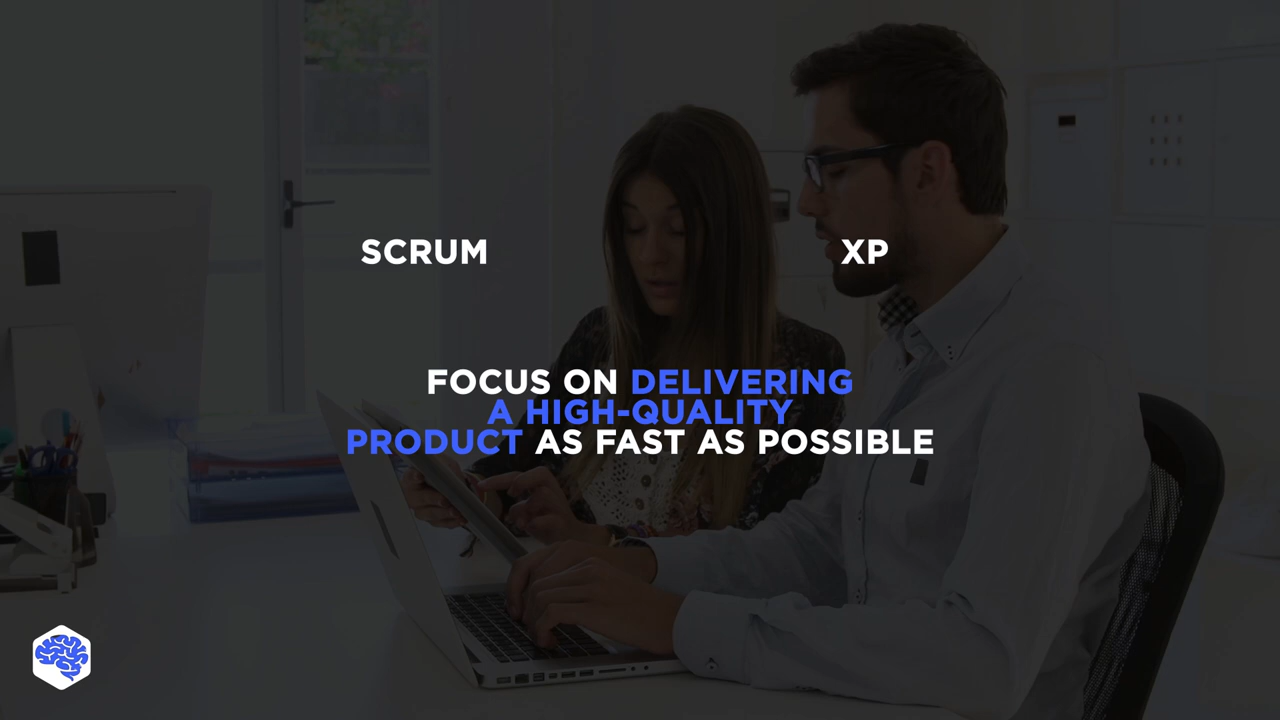 SCRUM
XP
FOCUS ON DELIVERING
A HIGH-QUALITY
PRODUCT AS FAST AS POSSIBLE